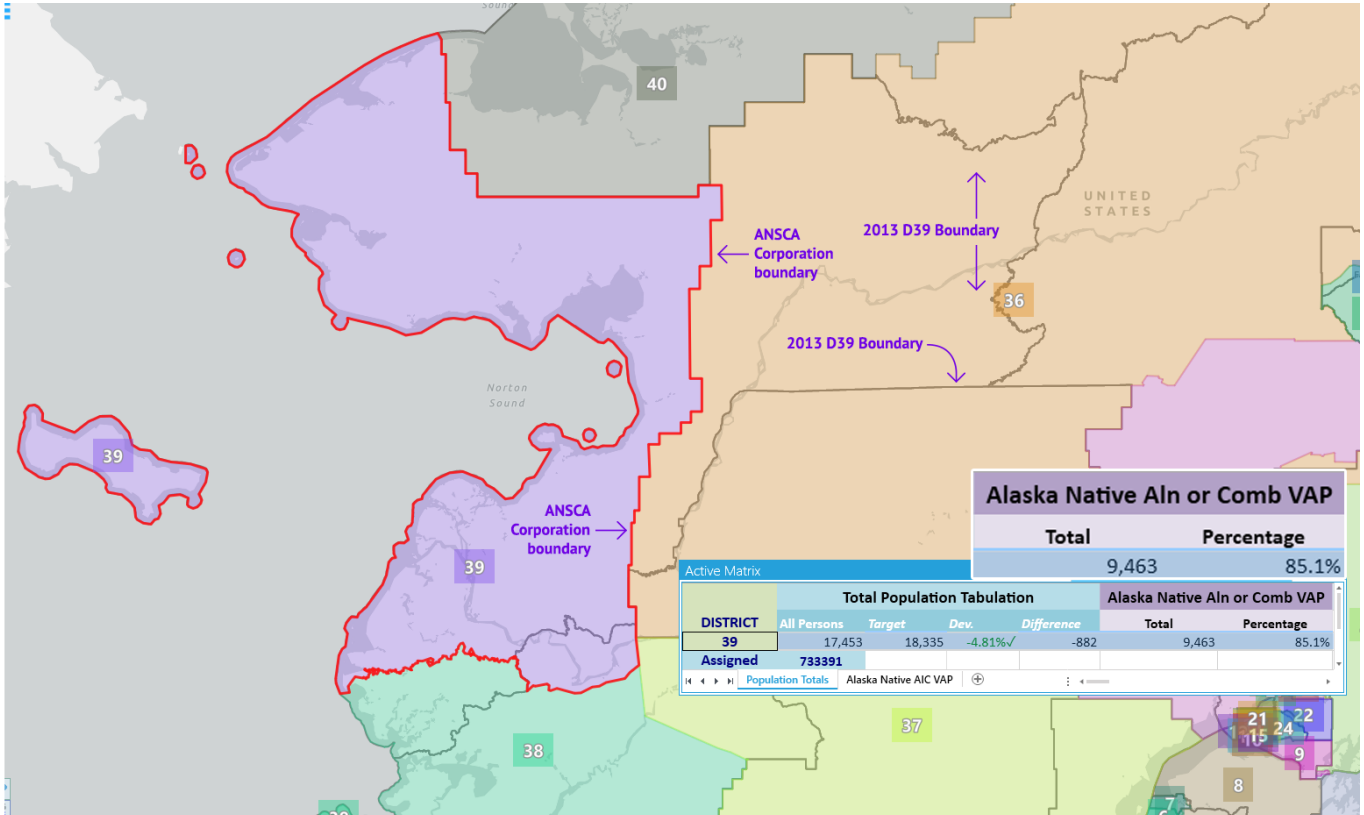 Sound
40
UNITED
STATES
ANSCA
Corporation
boundary
2013 D39 Boundary
36
2013 D39 Boundary
Norton
Sound
39
Alaska Native Aln or Comb VAP
Total Percentage
9,463 85.1%
ANSCA
Corporation
boundary
39
Active Matrix
Total Population Tabulation Alaska Native Aln or Comb VAP
DISTRICT All Persons Target Dev. Difference Total Percentage
39 17,453 18,335 -4.81%✓ -882 9,463 85.1%
Assigned 733391
Population Totals Alaska Native AIC VAP
38
37
21
22
24
9
8
7